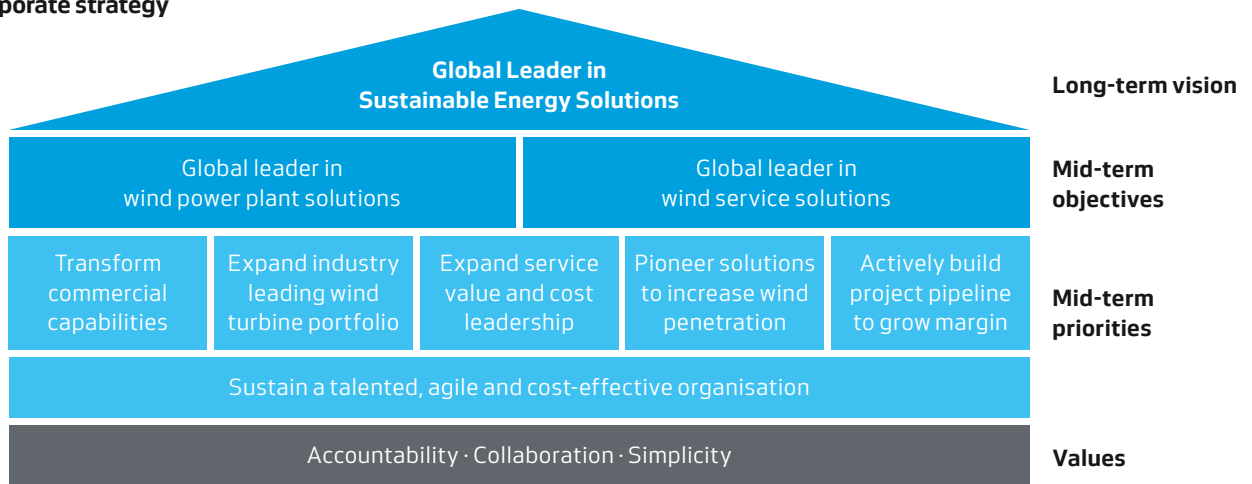 porate strategy
Global Leader in
Sustainable Energy Solutions
Long-term vision
Global leader in
wind power plant solutions
Global leader in
wind service solutions
Mid-term
objectives
Transform
commercial
capabilities
Expand industry
leading wind
turbine portfolio
Expand service
value and cost
leadership
Pioneer solutions
to increase wind
penetration
Actively build
project pipeline
to grow margin
Mid-term
priorities
Sustain a talented, agile and cost-effective organisation
Accountability · Collaboration · Simplicity
Values